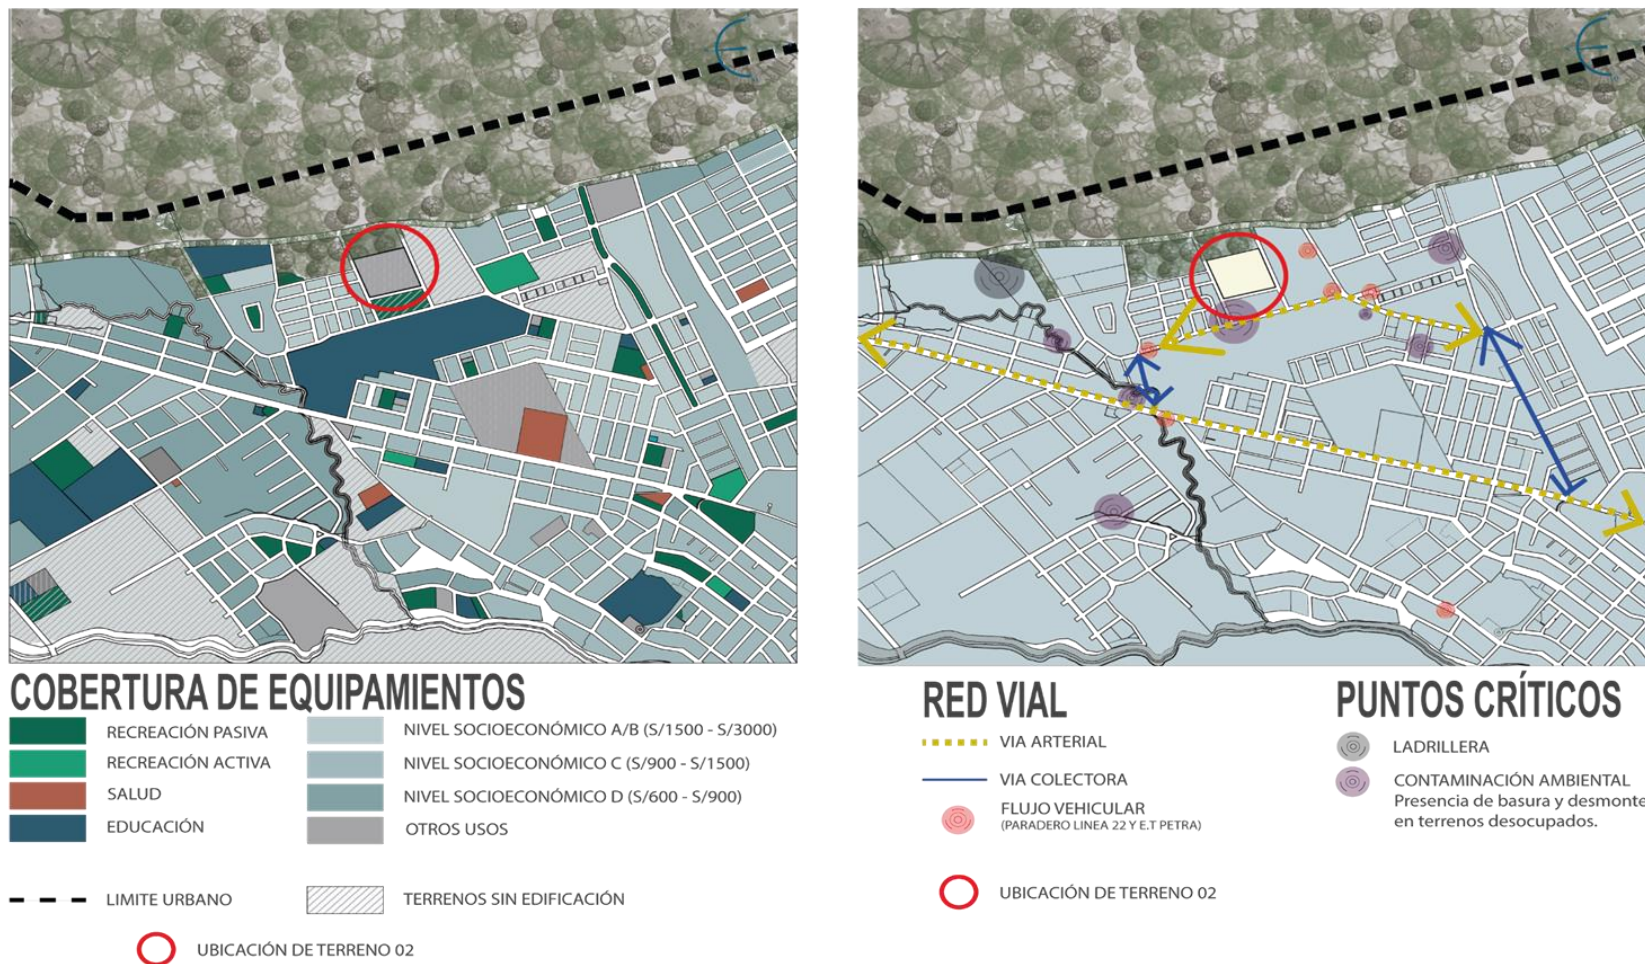 COBERTURA DE EQUIPAMIENTOS
RECREACIÓN PASIVA
RECREACIÓN ACTIVA
SALUD
EDUCACIÓN
NIVEL SOCIOECONÓMICO A/B (S/1500 - S/3000)
NIVEL SOCIOECONÓMICO C (S/900 - S/1500)
NIVEL SOCIOECONÓMICO D (S/600 - S/900)
OTROS USOS
LIMITE URBANO
TERRENOS SIN EDIFICACIÓN
UBICACIÓN DE TERRENO 02
RED VIAL
VIA ARTERIAL
VIA COLECTORA
FLUJO VEHICULAR
(PARADERO LINEA 22 Y E.T PETRA)
UBICACIÓN DE TERRENO 02
PUNTOS CRÍTICOS
LADRILLERA
CONTAMINACIÓN AMBIENTAL
Presencia de basura y desmonte
en terrenos desocupados.